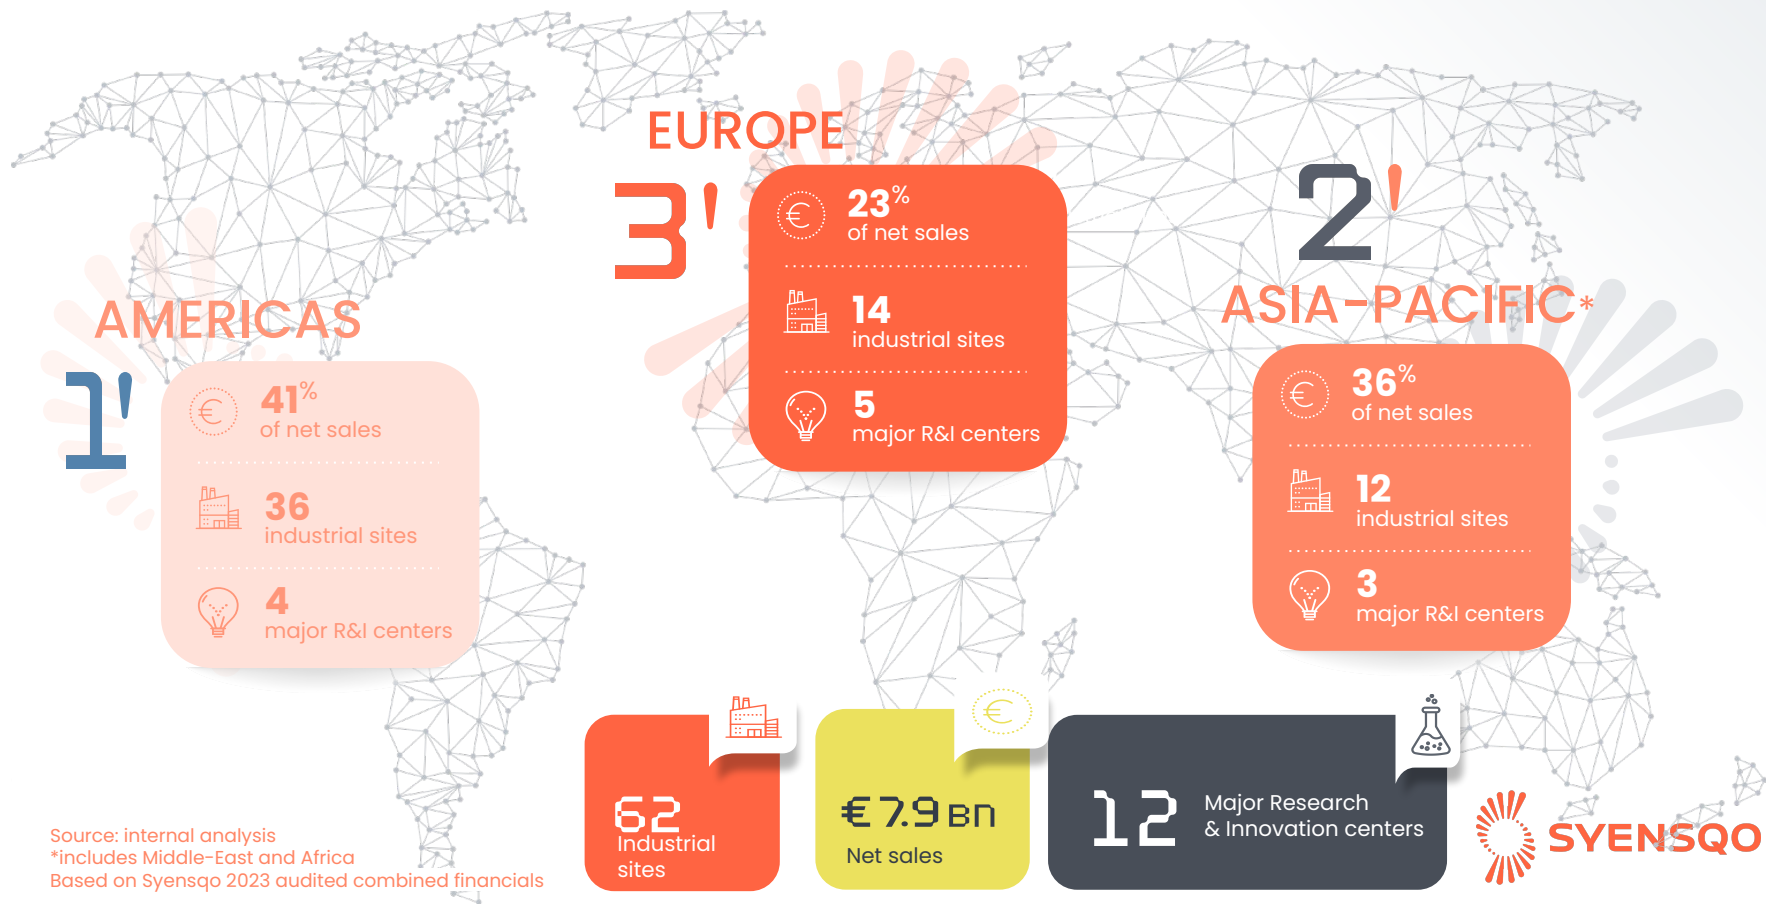 EUROPE
3'
23%
of net sales
14
industrial sites
5
major R&I centers
2'
ASIA-PACIFIC*
36%
of net sales
12
industrial sites
3
major R&I centers
AMERICAS
1'
41%
of net sales
36
industrial sites
4
major R&I centers
62
Industrial
sites
€7.9 BN
Net sales
12
Major Research
& Innovation centers
Source: internal analysis
*includes Middle-East and Africa
Based on Syensqo 2023 audited combined financials
SYENSQO